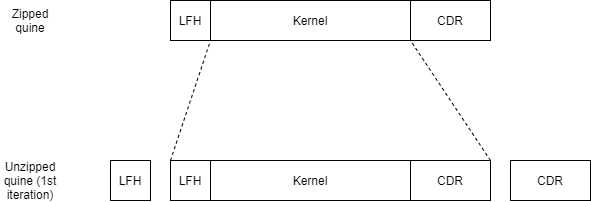 Zipped
quine
LFH
Kernel
CDR
Unzipped
quine (1st
iteration)
LFH
LFH
Kernel
CDR
CDR